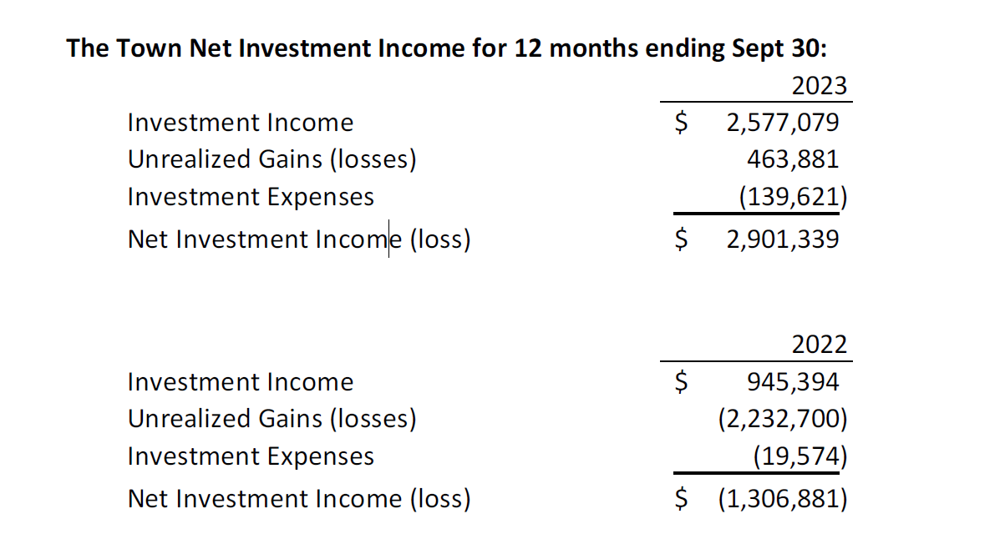 The Town Net Investment Income for 12 months ending Sept 30:
2023
Investment Income $ 2,577,079
Unrealized Gains (losses) 463,881
Investment Expenses (139,621)
Net Investment Income (loss) $ 2,901,339
2022
Investment Income $ 945,394
Unrealized Gains (losses) (2,232,700)
Investment Expenses (19,574)
Net Investment Income (loss) $ (1,306,881)